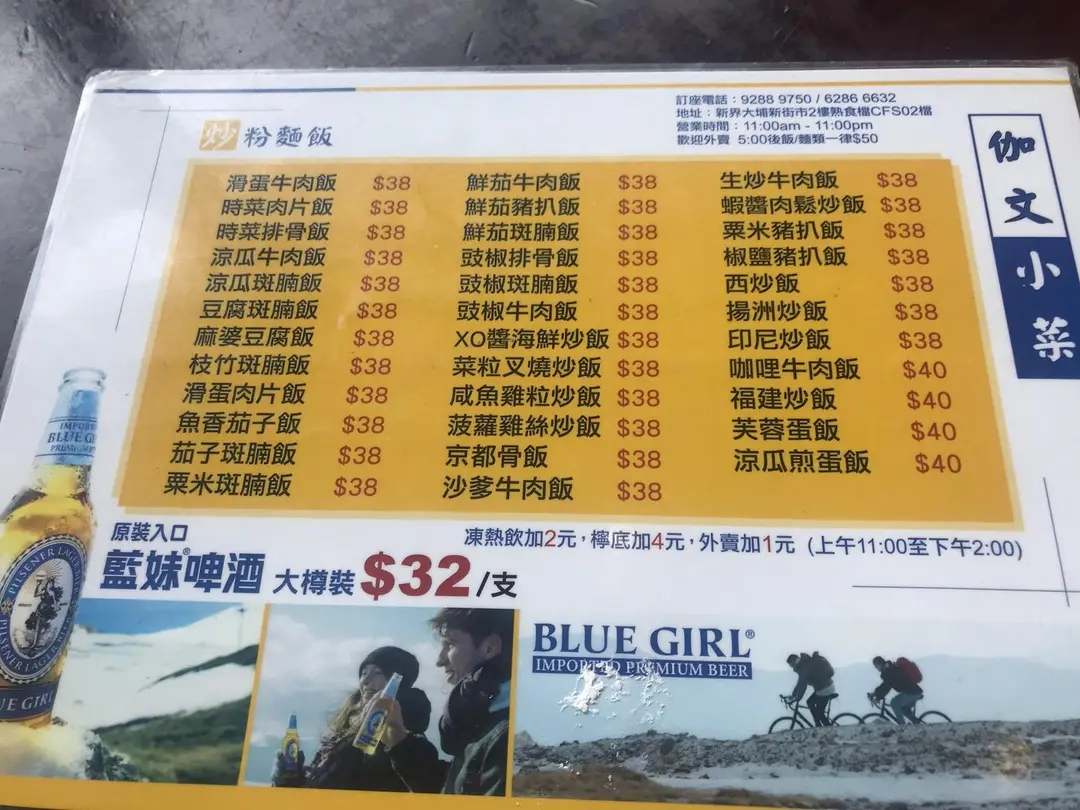 訂座電話：9288 9750 / 6286 6632
地址：新界大埔新街市2樓熟食檔CFS02檔
營業時間：11:00am - 11:00pm
歡迎外賣 5:00後飯/麵類一律$50
伽文小菜
炒粉麵飯
滑蛋牛肉飯 $38
時菜肉片飯 $38
時菜排骨飯 $38
涼瓜牛肉飯 $38
涼瓜斑腩飯 $38
豆腐斑腩飯 $38
麻婆豆腐飯 $38
枝竹斑腩飯 $38
滑蛋肉片飯 $38
魚香茄子飯 $38
茄子斑腩飯 $38
粟米斑腩飯 $38
鮮茄牛肉飯 $38
鮮茄豬扒飯 $38
鮮茄斑腩飯 $38
豉椒排骨飯 $38
豉椒斑腩飯 $38
豉椒牛肉飯 $38
XO醬海鮮炒飯 $38
菜粒叉燒炒飯 $38
咸魚雞粒炒飯 $38
菠蘿雞絲炒飯 $38
京都骨飯 $38
沙爹牛肉飯 $38
生炒牛肉飯 $38
蝦醬肉鬆炒飯 $38
粟米豬扒飯 $38
椒鹽豬扒飯 $38
西炒飯 $38
揚洲炒飯 $38
印尼炒飯 $38
咖哩牛肉飯 $40
福建炒飯 $40
芙蓉蛋飯 $40
涼瓜煎蛋飯 $40
凍熱飲加2元，檸底加4元，外賣加1元 (上午11:00至下午2:00)
原裝入口
藍妹®啤酒 大樽裝 $32/支
BLUE GIRL®
IMPORTED PREMIUM BEER
BLUE GIRL
PILSENER LAGER
BLUE GIRL